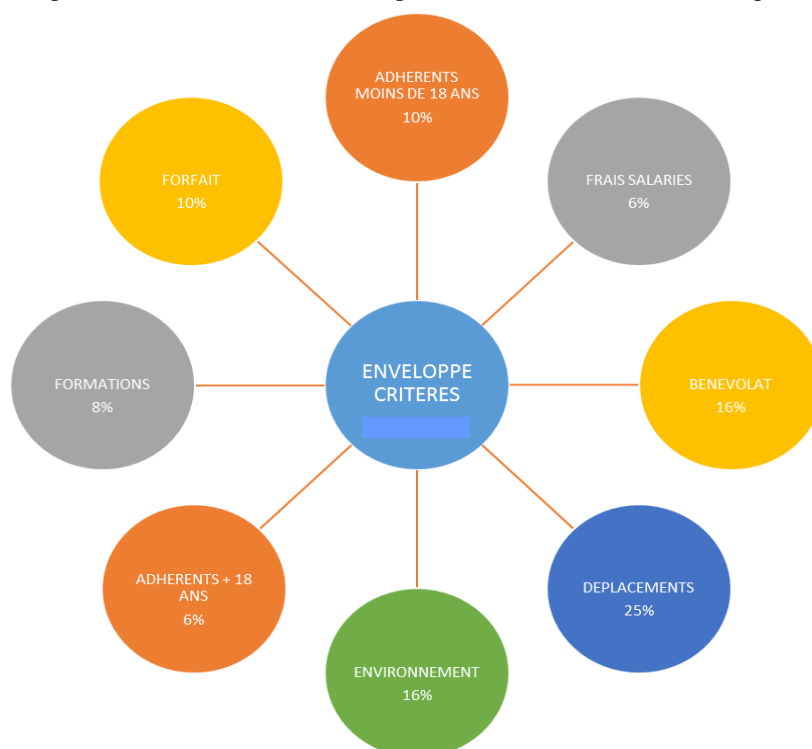 ADHERENTS
MOINS DE 18 ANS
10%
FRAIS SALARIES
6%
BENEVOLAT
16%
DEPLACEMENTS
25%
ENVIRONNEMENT
16%
ADHERENTS + 18
ANS
6%
FORMATIONS
8%
FORFAIT
10%
ENVELOPPE
CRITERES